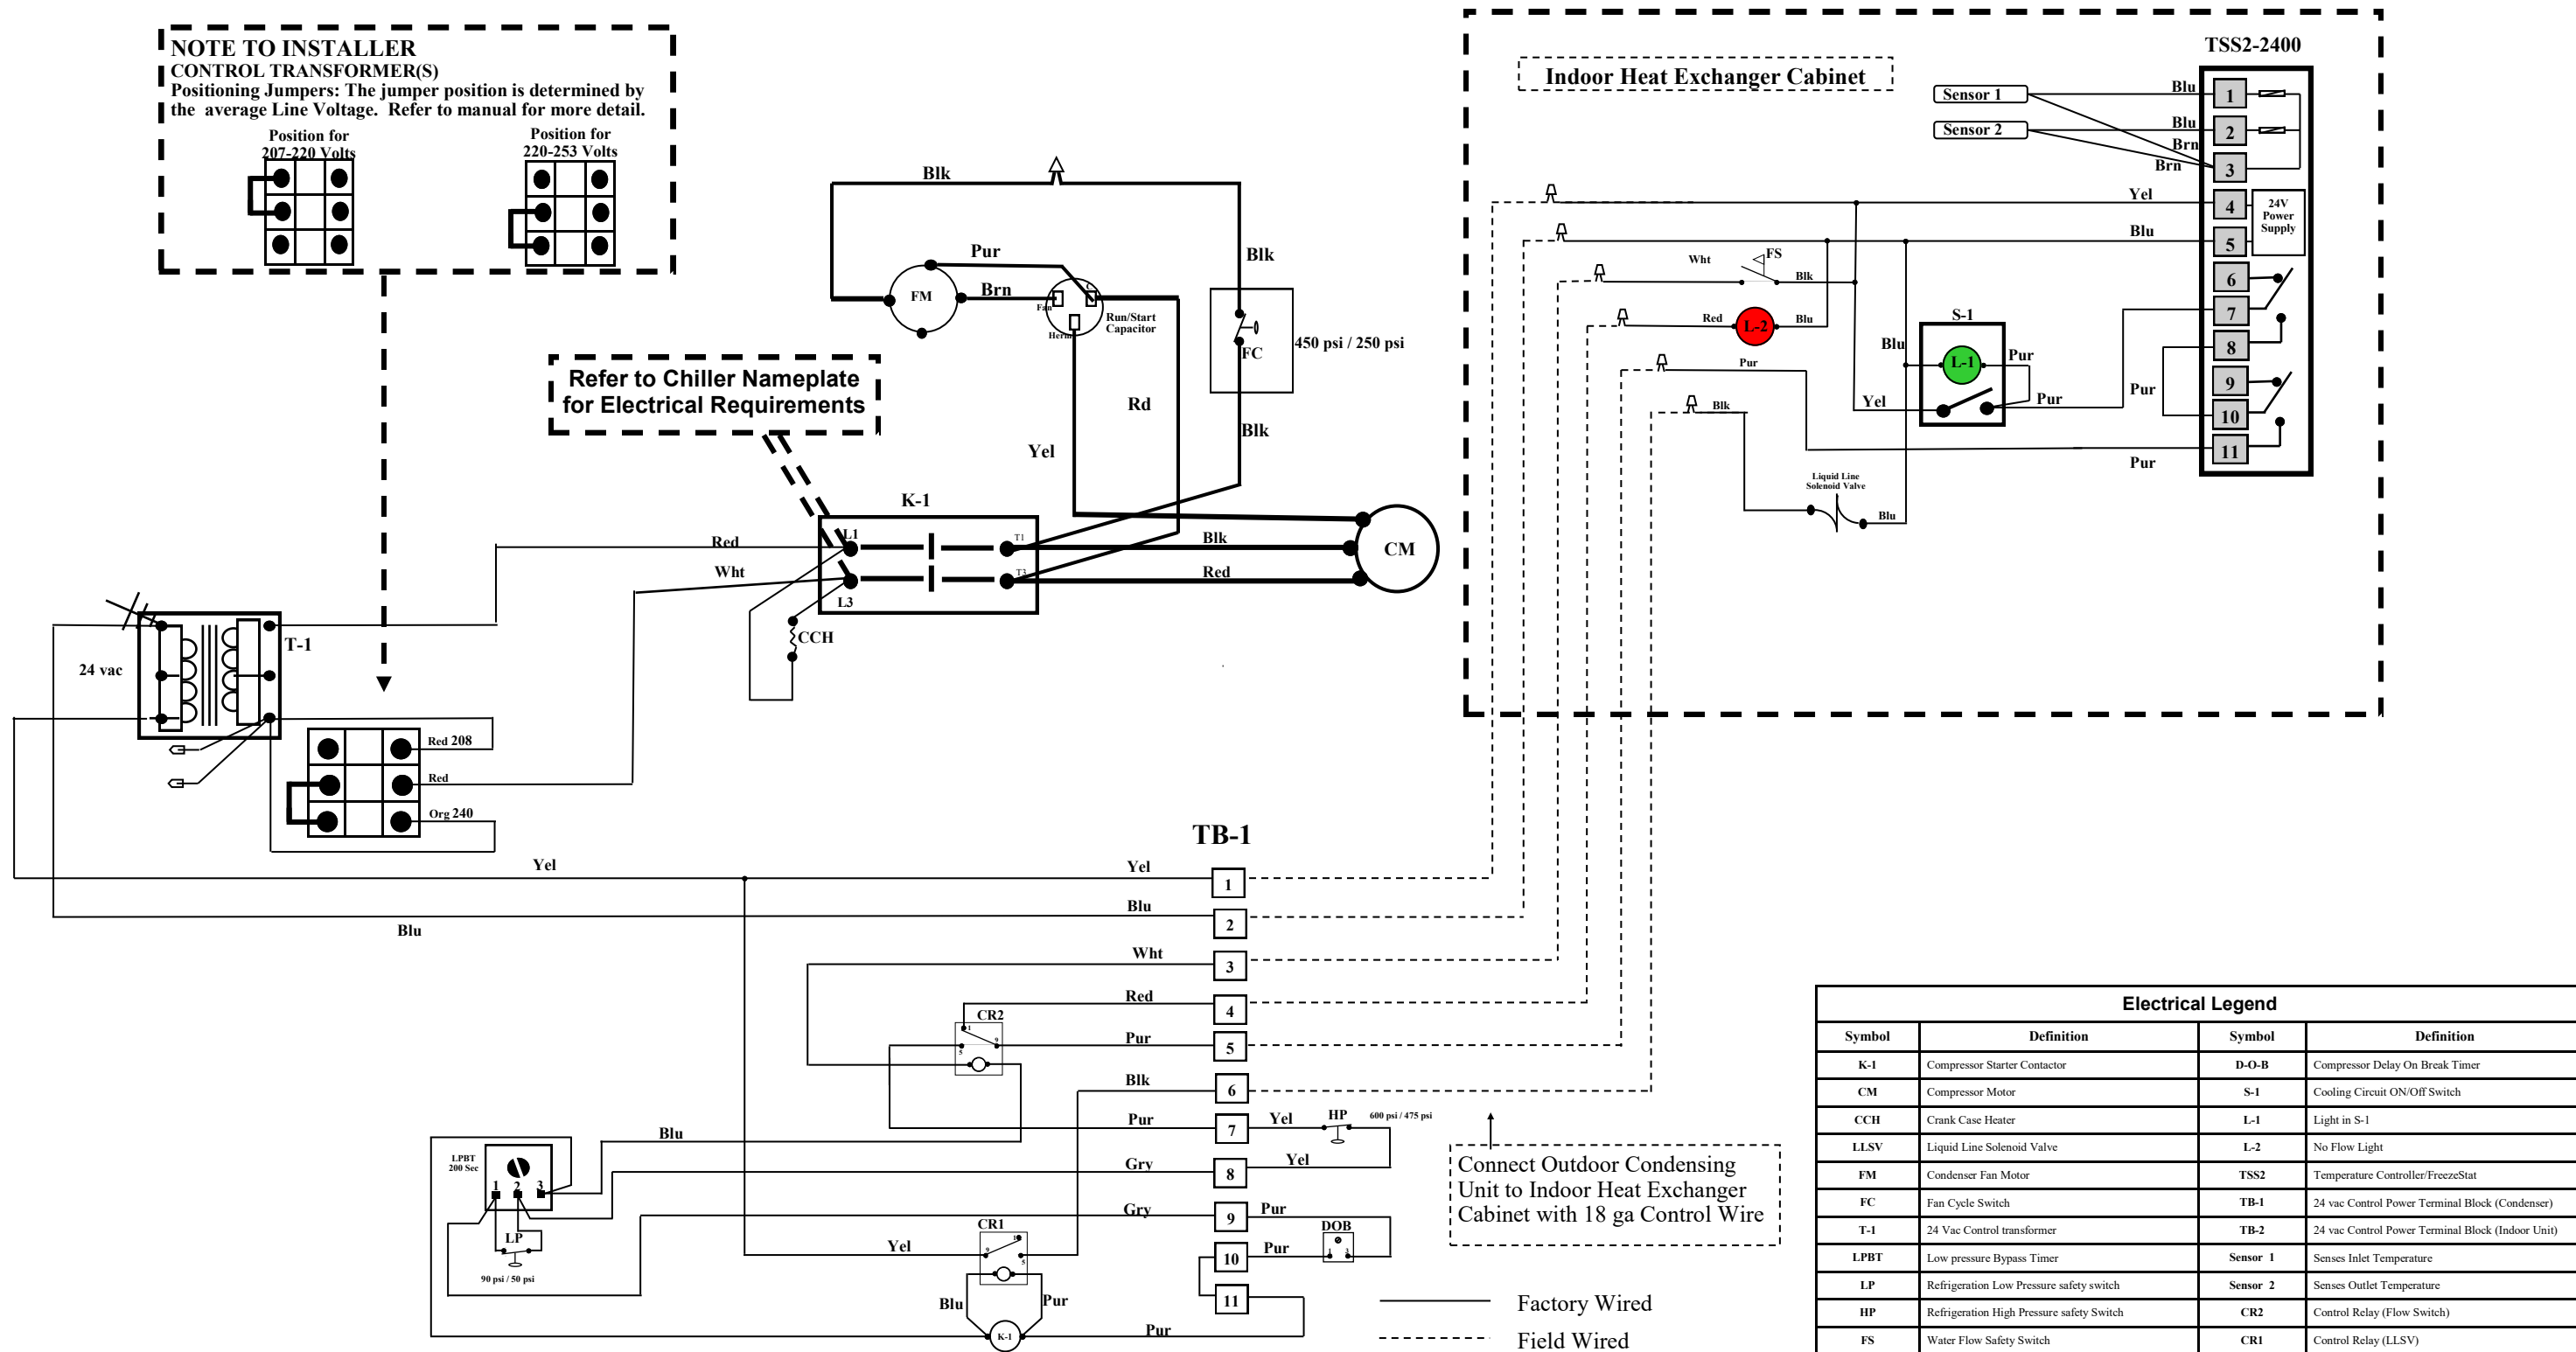 NOTE TO INSTALLER
CONTROL TRANSFORMER(S)
Positioning Jumpers: The jumper position is determined by
the average Line Voltage. Refer to manual for more detail.
Position for
207-220 Volts
Position for
220-253 Volts
Indoor Heat Exchanger Cabinet
TSS2-2400
Sensor 1
Sensor 2
Blu
Blu
Brn
Brn
Yel
Blu
1
2
3
4
5
6
7
8
9
10
11
24V
Power
Supply
Wht
FS
Blk
Red
L-2
Blu
Pur
Blk
S-1
Blu
L-1
Pur
Yel
Pur
Pur
Pur
Liquid Line
Solenoid Valve
Blu
Blk
Pur
Brn
FM
Fan
C
Herm
Run/Start
Capacitor
Blk
FC
450 psi / 250 psi
Blk
Rd
Yel
Refer to Chiller Nameplate
for Electrical Requirements
K-1
L1
T1
L3
T3
Red
Wht
Blk
Red
CM
CCH
T-1
24 vac
Red 208
Red
Org 240
TB-1
Yel
Yel
1
Blu
Blu
2
Wht
3
Red
4
CR2
1
9
5
Pur
5
Blk
6
Pur
7
Yel
HP
600 psi / 475 psi
Blu
Gry
8
Yel
LPBT
200 Sec
1 2 3
LP
90 psi / 50 psi
Gry
9
Pur
DOB
1 3
CR1
Yel
9
5
Pur
10
11
Blu
Pur
K-1
Pur
Connect Outdoor Condensing
Unit to Indoor Heat Exchanger
Cabinet with 18 ga Control Wire
Factory Wired
Field Wired
Electrical Legend
Symbol Definition Symbol Definition
K-1 Compressor Starter Contactor D-O-B Compressor Delay On Break Timer
CM Compressor Motor S-1 Cooling Circuit ON/Off Switch
CCH Crank Case Heater L-1 Light in S-1
LLSV Liquid Line Solenoid Valve L-2 No Flow Light
FM Condenser Fan Motor TSS2 Temperature Controller/FreezeStat
FC Fan Cycle Switch TB-1 24 vac Control Power Terminal Block (Condenser)
T-1 24 Vac Control transformer TB-2 24 vac Control Power Terminal Block (Indoor Unit)
LPBT Low pressure Bypass Timer Sensor 1 Senses Inlet Temperature
LP Refrigeration Low Pressure safety switch Sensor 2 Senses Outlet Temperature
HP Refrigeration High Pressure safety Switch CR2 Control Relay (Flow Switch)
FS Water Flow Safety Switch CR1 Control Relay (LLSV)